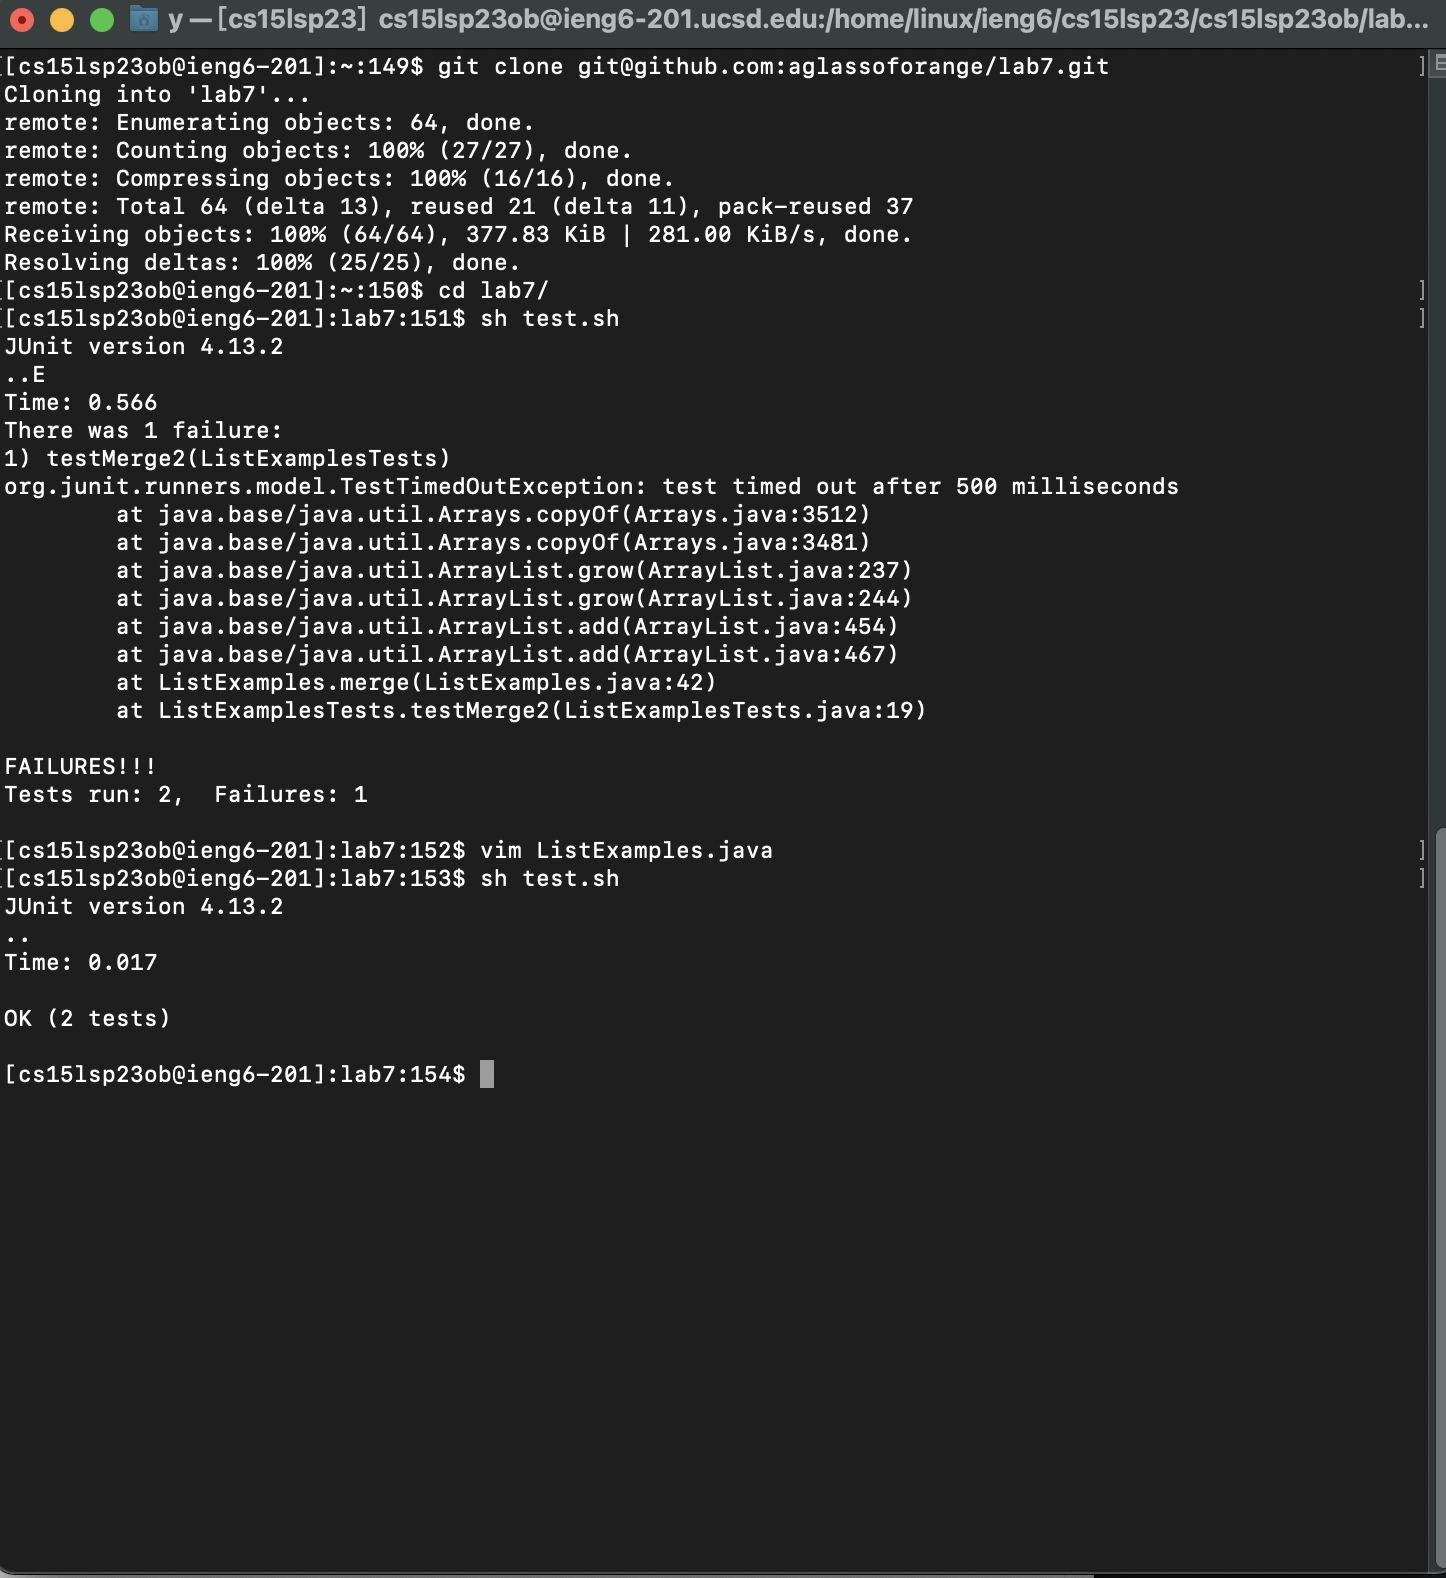 y — [cs15lsp23] cs15lsp23ob@ieng6-201.ucsd.edu:/home/linux/ieng6/cs15lsp23/cs15lsp23ob/lab...
[[cs15lsp23ob@ieng6-201]:~:149$ git clone git@github.com:aglassoforange/lab7.git ]
Cloning into 'lab7'...
remote: Enumerating objects: 64, done.
remote: Counting objects: 100% (27/27), done.
remote: Compressing objects: 100% (16/16), done.
remote: Total 64 (delta 13), reused 21 (delta 11), pack-reused 37
Receiving objects: 100% (64/64), 377.83 KiB | 281.00 KiB/s, done.
Resolving deltas: 100% (25/25), done.
[[cs15lsp23ob@ieng6-201]:~:150$ cd lab7/ ]
[[cs15lsp23ob@ieng6-201]:lab7:151$ sh test.sh ]
JUnit version 4.13.2
..E
Time: 0.566
There was 1 failure:
1) testMerge2(ListExamplesTests)
org.junit.runners.model.TestTimedOutException: test timed out after 500 milliseconds
        at java.base/java.util.Arrays.copyOf(Arrays.java:3512)
        at java.base/java.util.Arrays.copyOf(Arrays.java:3481)
        at java.base/java.util.ArrayList.grow(ArrayList.java:237)
        at java.base/java.util.ArrayList.grow(ArrayList.java:244)
        at java.base/java.util.ArrayList.add(ArrayList.java:454)
        at java.base/java.util.ArrayList.add(ArrayList.java:467)
        at ListExamples.merge(ListExamples.java:42)
        at ListExamplesTests.testMerge2(ListExamplesTests.java:19)
FAILURES!!!
Tests run: 2,  Failures: 1
[[cs15lsp23ob@ieng6-201]:lab7:152$ vim ListExamples.java ]
[[cs15lsp23ob@ieng6-201]:lab7:153$ sh test.sh ]
JUnit version 4.13.2
..
Time: 0.017
OK (2 tests)
[cs15lsp23ob@ieng6-201]:lab7:154$